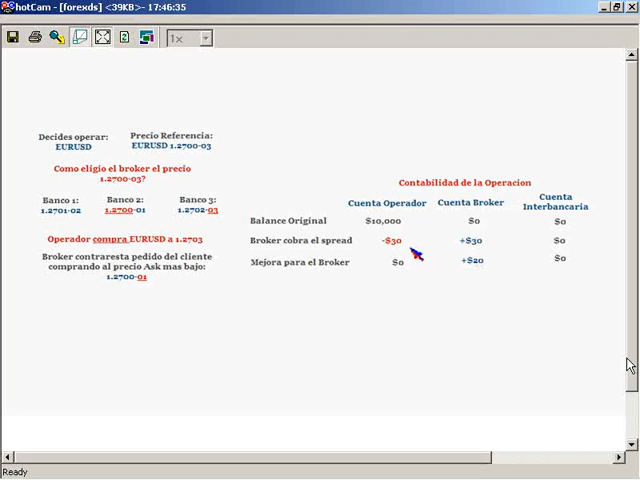 hotCam - [forexds] <39KB>- 17:46:35
1×
Decides operar:
EURUSD
Precio Referencia:
EURUSD 1.2700-03
Como eligio el broker el precio
1.2700-03?
Banco 1:
1.2701-02
Banco 2:
1.2700-01
Banco 3:
1.2702-03
Operador compra EURUSD a 1.2703
Broker contraresta pedido del cliente
comprando al precio Ask mas bajo:
1.2700-01
Contabilidad de la Operacion
Cuenta Operador
Cuenta Broker
Cuenta
Interbancaria
Balance Original $10,000 $0 $0
Broker cobra el spread -$30 +$30 $0
Mejora para el Broker $0 +$20 $0
Ready